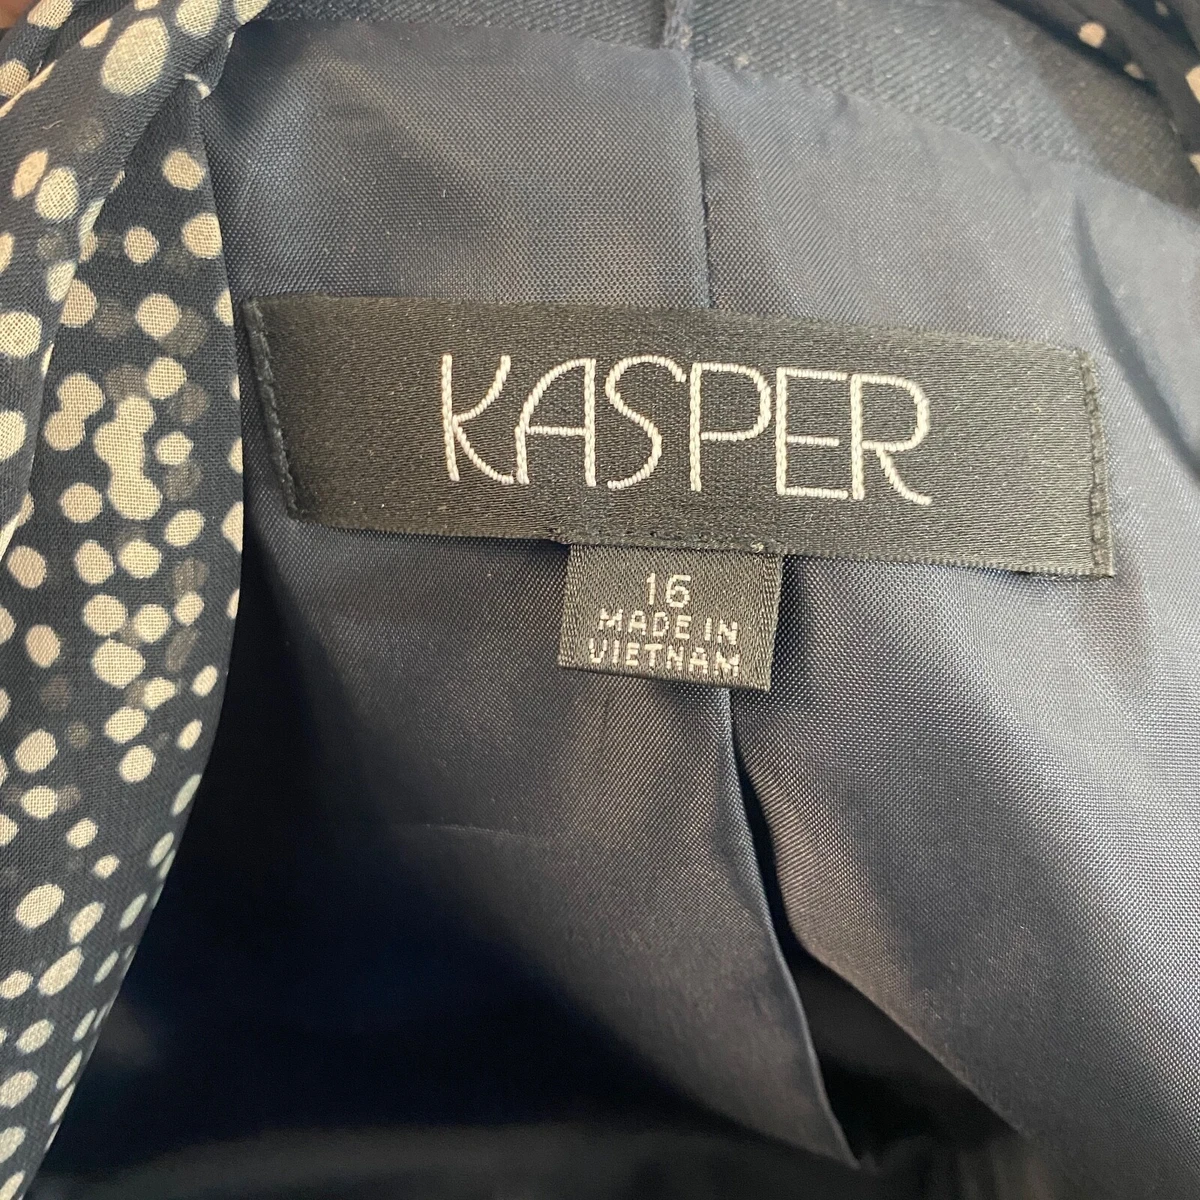 KASPER
16
MADE IN
VIETNAM